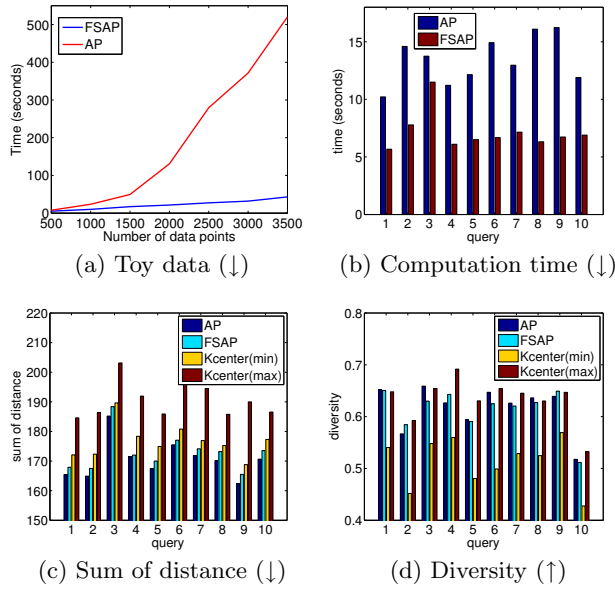 500
400
300
200
100
0
Time (seconds)
FSAP
AP
500 1000 1500 2000 2500 3000 3500
Number of data points
(a) Toy data (↓)
15
10
5
0
time (seconds)
AP
FSAP
1 2 3 4 5 6 7 8 9 10
query
(b) Computation time (↓)
220
210
200
190
180
170
160
150
sum of distance
AP
FSAP
Kcenter(min)
Kcenter(max)
1 2 3 4 5 6 7 8 9 10
query
(c) Sum of distance (↓)
0.8
0.7
0.6
0.5
0.4
diversity
AP
FSAP
Kcenter(min)
Kcenter(max)
1 2 3 4 5 6 7 8 9 10
query
(d) Diversity (↑)